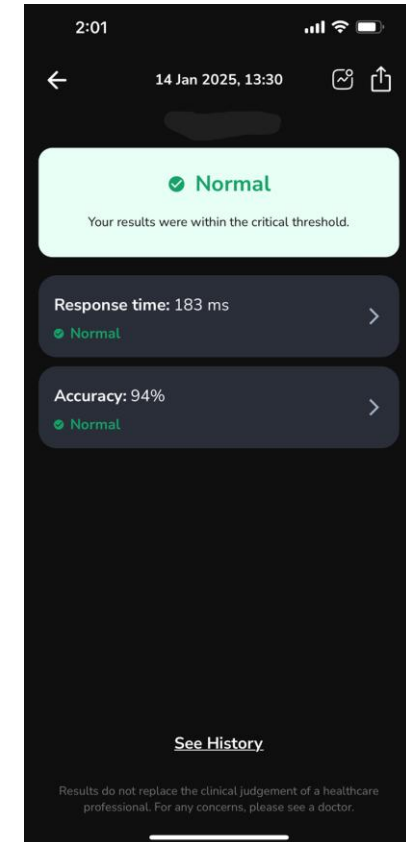 2:01
14 Jan 2025, 13:30
Normal
Your results were within the critical threshold.
Response time: 183 ms
Normal
Accuracy: 94%
Normal
See History
Results do not replace the clinical judgement of a healthcare
professional. For any concerns, please see a doctor.